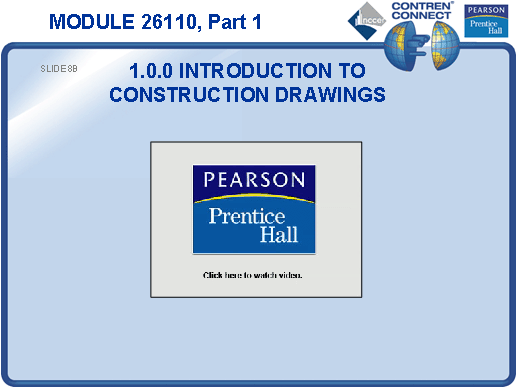 MODULE 26110, Part 1
nccer
CONTREN®
CONNECT
PEARSON
Prentice
Hall
SLIDE 8B
1.0.0 INTRODUCTION TO
CONSTRUCTION DRAWINGS
PEARSON
Prentice
Hall
Click here to watch video.